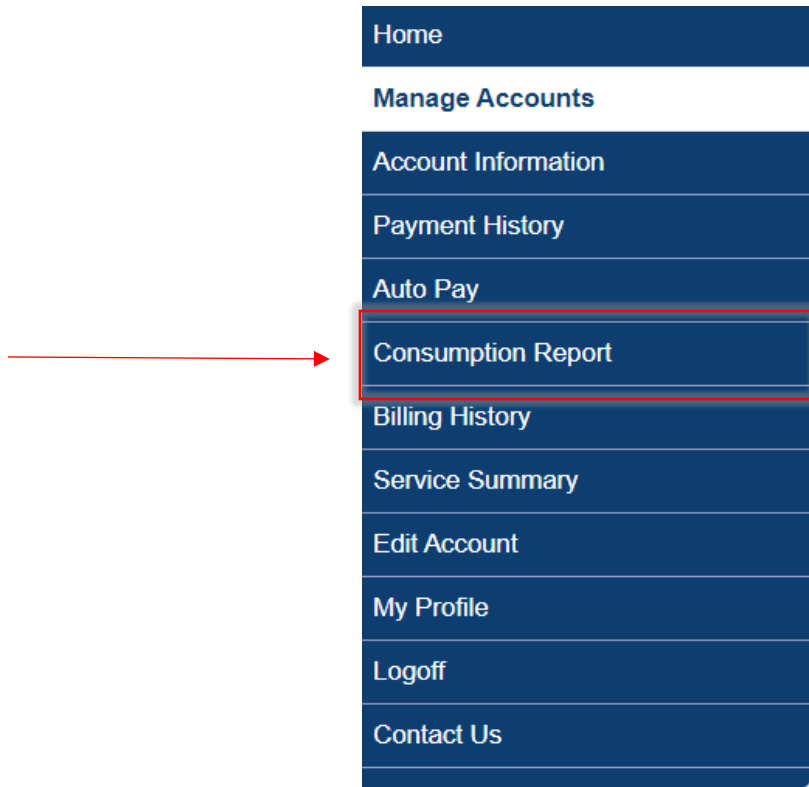 Home
Manage Accounts
Account Information
Payment History
Auto Pay
Consumption Report
Billing History
Service Summary
Edit Account
My Profile
Logoff
Contact Us